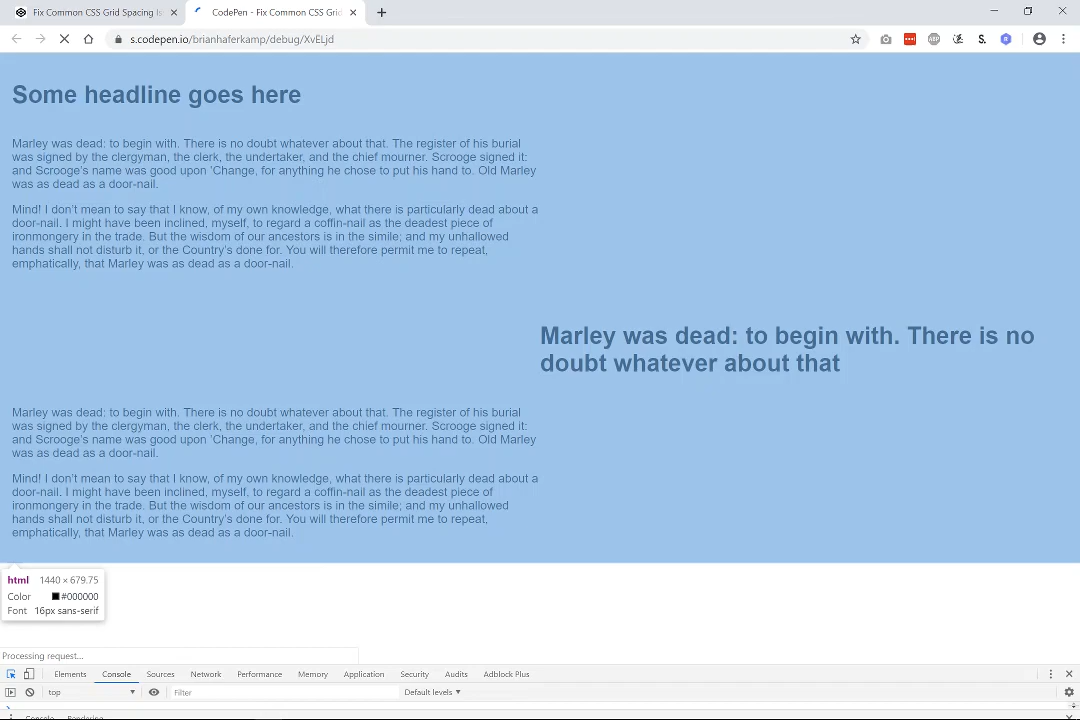 Fix Common CSS Grid Spacing Is
CodePen - Fix Common CSS Grid
s.codepen.io/brianhaferkamp/debug/XvELjd
ABP
S.
Some headline goes here
Marley was dead: to begin with. There is no doubt whatever about that. The register of his burial
was signed by the clergyman, the clerk, the undertaker, and the chief mourner. Scrooge signed it:
and Scrooge's name was good upon 'Change, for anything he chose to put his hand to. Old Marley
was as dead as a door-nail.
Mind! I don't mean to say that I know, of my own knowledge, what there is particularly dead about a
door-nail. I might have been inclined, myself, to regard a coffin-nail as the deadest piece of
ironmongery in the trade. But the wisdom of our ancestors is in the simile; and my unhallowed
hands shall not disturb it, or the Country's done for. You will therefore permit me to repeat,
emphatically, that Marley was as dead as a door-nail.
Marley was dead: to begin with. There is no
doubt whatever about that
Marley was dead: to begin with. There is no doubt whatever about that. The register of his burial
was signed by the clergyman, the clerk, the undertaker, and the chief mourner. Scrooge signed it:
and Scrooge's name was good upon 'Change, for anything he chose to put his hand to. Old Marley
was as dead as a door-nail.
Mind! I don't mean to say that I know, of my own knowledge, what there is particularly dead about a
door-nail. I might have been inclined, myself, to regard a coffin-nail as the deadest piece of
ironmongery in the trade. But the wisdom of our ancestors is in the simile; and my unhallowed
hands shall not disturb it, or the Country's done for. You will therefore permit me to repeat,
emphatically, that Marley was as dead as a door-nail.
html 1440 × 679.75
Color #000000
Font 16px sans-serif
Processing request...
Elements Console Sources Network Performance Memory Application Security Audits Adblock Plus
top Filter Default levels
Console Rendering